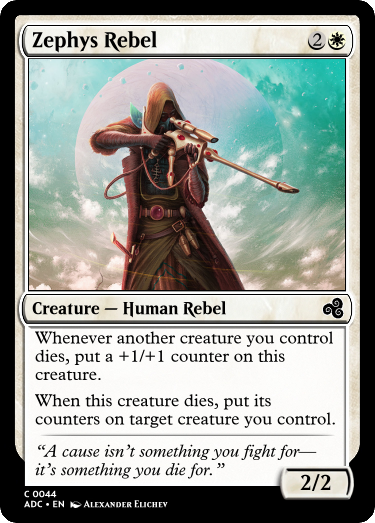 Zephys Rebel 2
Creature — Human Rebel
Whenever another creature you control
dies, put a +1/+1 counter on this
creature.
When this creature dies, put its
counters on target creature you control.
“A cause isn’t something you fight for—
it’s something you die for.”
2/2
C 0044
ADC • EN Alexander Elichev